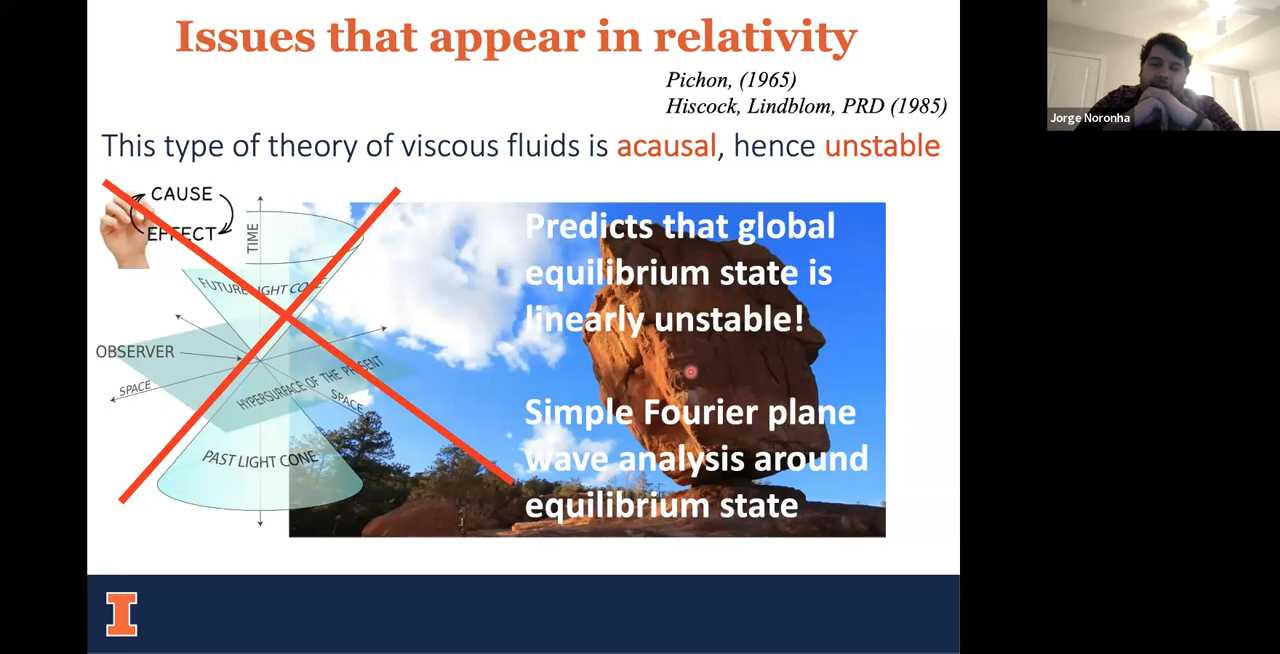 Issues that appear in relativity
Pichon, (1965)
Hiscock, Lindblom, PRD (1985)
Jorge Noronha
This type of theory of viscous fluids is acausal, hence unstable
CAUSE
EFFECT
TIME
FUTURE LIGHT CONE
OBSERVER
SPACE
HYPERSURFACE OF THE PRESENT
SPACE
PAST LIGHT CONE
Predicts that global
equilibrium state is
linearly unstable!
Simple Fourier plane
wave analysis around
equilibrium state
I